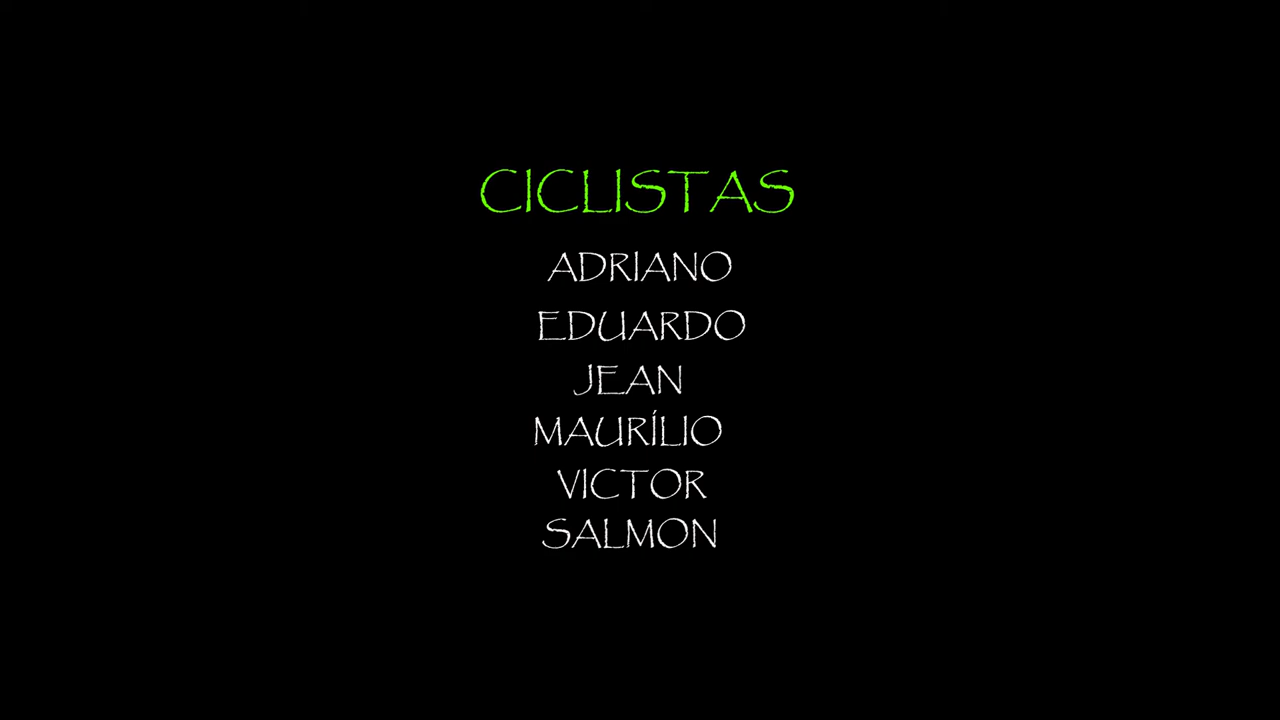 CICLISTAS
ADRIANO
EDUARDO
JEAN
MAURÍLIO
VICTOR
SALMON